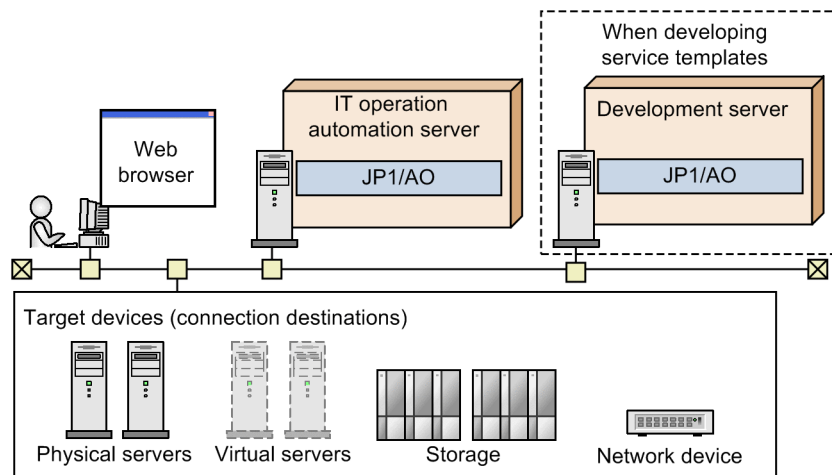 When developing
service templates
IT operation
automation server
Development server
Web
browser
JP1/AO
JP1/AO
Target devices (connection destinations)
Physical servers
Virtual servers
Storage
Network device